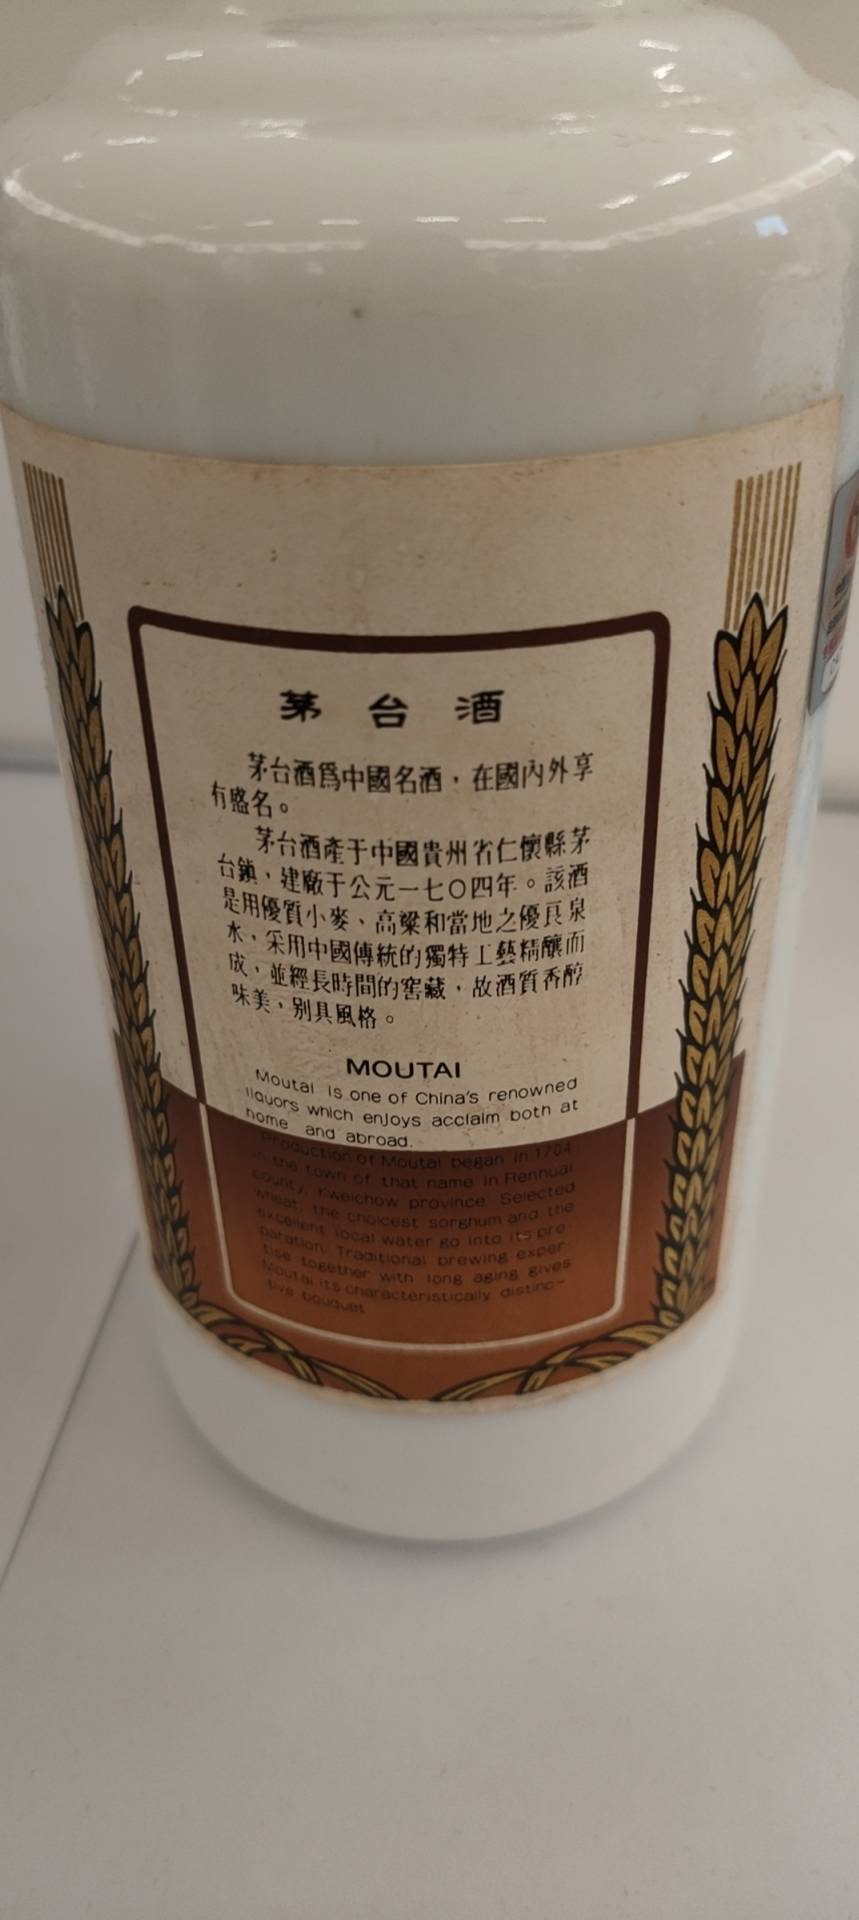 茅台酒
茅台酒爲中國名酒，在國內外享
有盛名。
茅台酒產于中國貴州省仁懷縣茅
台鎮，建廠于公元一七〇四年。該酒
是用優質小麥、高粱和當地之優良泉
水，采用中國傳統的獨特工藝精釀而
成，並經長時間的窖藏，故酒質香醇
味美，别具風格。
MOUTAI
Moutai is one of China's renowned
liquors which enjoys acclaim both at
home and abroad.
Production of Moutai began in 1704
in the town of that name in Renhuai
county, Kweichow province. Selected
wheat, the choicest sorghum and the
excellent local water go into its pre-
paration. Traditional brewing exper-
tise together with long aging gives
Moutai its characteristically distinc-
tive bouquet